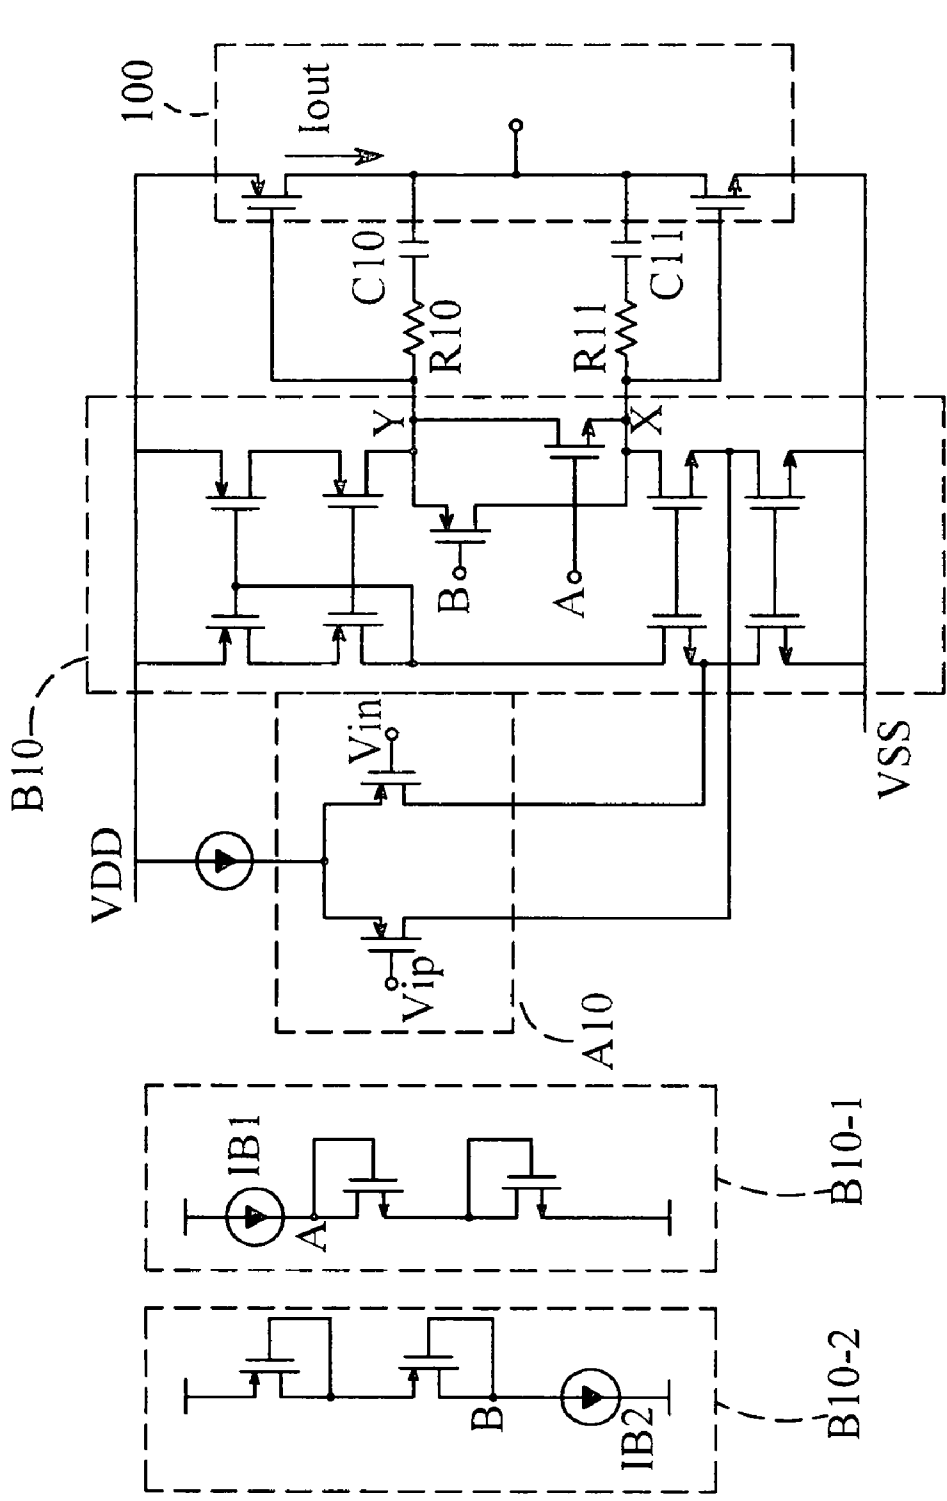 B10-2
B
IB2
B10-1
IB1
A
VDD
A10
Vip
Vin
VSS
B10
B
A
Y
X
R10
R11
C10
C11
100
Iout